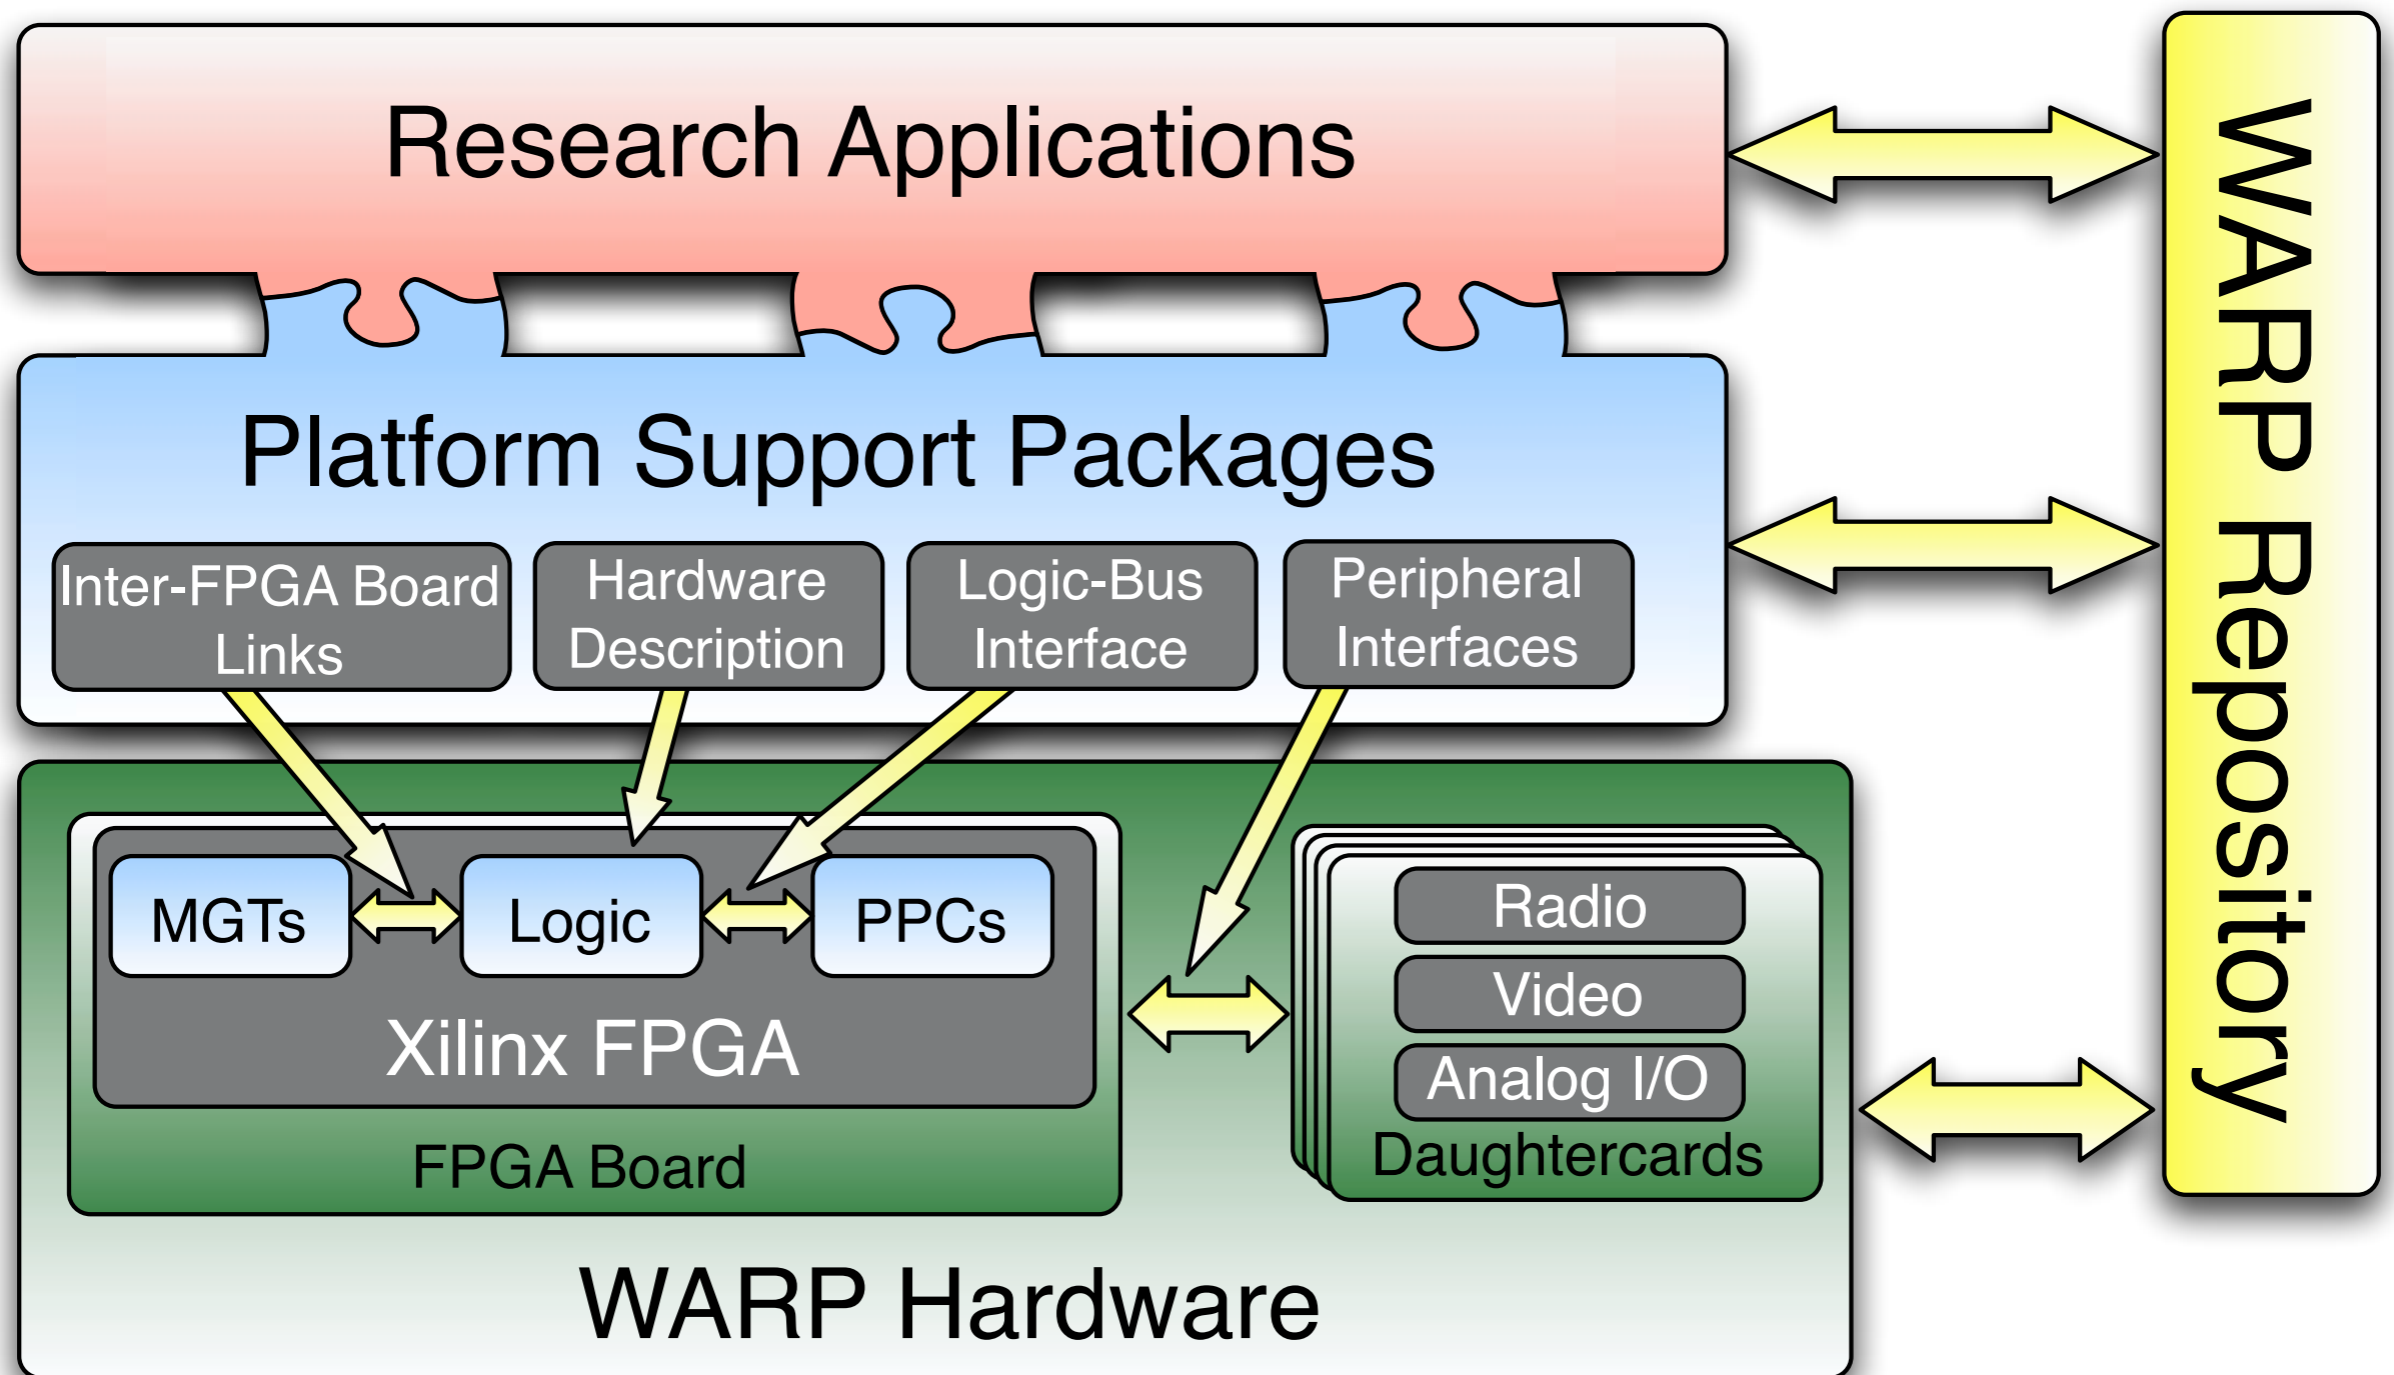 Research Applications
Platform Support Packages
Inter-FPGA Board
Links
Hardware
Description
Logic-Bus
Interface
Peripheral
Interfaces
MGTs
Logic
PPCs
Xilinx FPGA
FPGA Board
Radio
Video
Analog I/O
Daughtercards
WARP Hardware
WARP Repository